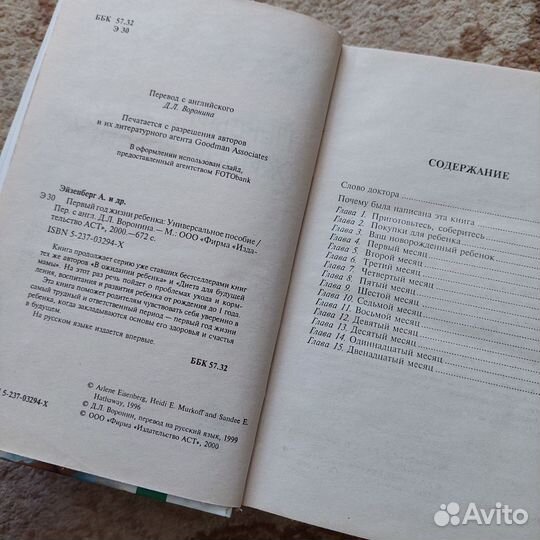 ББК 57.32
Э 30
Перевод с английского
Д.Л. Воронина
Печатается с разрешения авторов
и их литературного агента Goodman Associates
В оформлении использован слайд,
предоставленный агентством FOTObank
Эйзенберг А. и др.
Э 30 Первый год жизни ребенка: Универсальное пособие/
Пер. с англ. Д.Л. Воронина. — М.: ООО «Фирма «Изда-
тельство АСТ», 2000.—672 с.
ISBN 5-237-03294-X
Книга продолжает серию уже ставших бестселлерами книг
тех же авторов «В ожидании ребенка» и «Диета для будущей
мамы». На этот раз речь пойдет о проблемах ухода и корм-
ления, воспитания и развития ребенка от рождения до 1 года.
Эта книга поможет родителям чувствовать себя уверенно в
самый трудный и ответственный период — первый год жизни
ребенка, когда закладываются основы его здоровья и счастья
в будущем.
На русском языке издается впервые.
ББК 57.32
© Arlene Eisenberg, Heidi E. Murkoff and Sandee E.
Hathaway, 1996
© Д.Л. Воронин, перевод на русский язык, 1999
© ООО «Фирма «Издательство АСТ», 2000
N 5-237-03294-X
СОДЕРЖАНИЕ
Слово доктора
Почему была написана эта книга
Глава 1. Приготовьтесь, соберитесь
Глава 2. Покупки для ребенка
Глава 3. Ваш новорожденный ребенок
Глава 4. Первый месяц
Глава 5. Второй месяц
Глава 6. Третий месяц
Глава 7. Четвертый месяц
Глава 8. Пятый месяц
Глава 9. Шестой месяц
Глава 10. Седьмой месяц
Глава 11. Восьмой месяц
Глава 12. Девятый месяц
Глава 13. Десятый месяц
Глава 14. Одиннадцатый месяц
Глава 15. Двенадцатый месяц
Avito